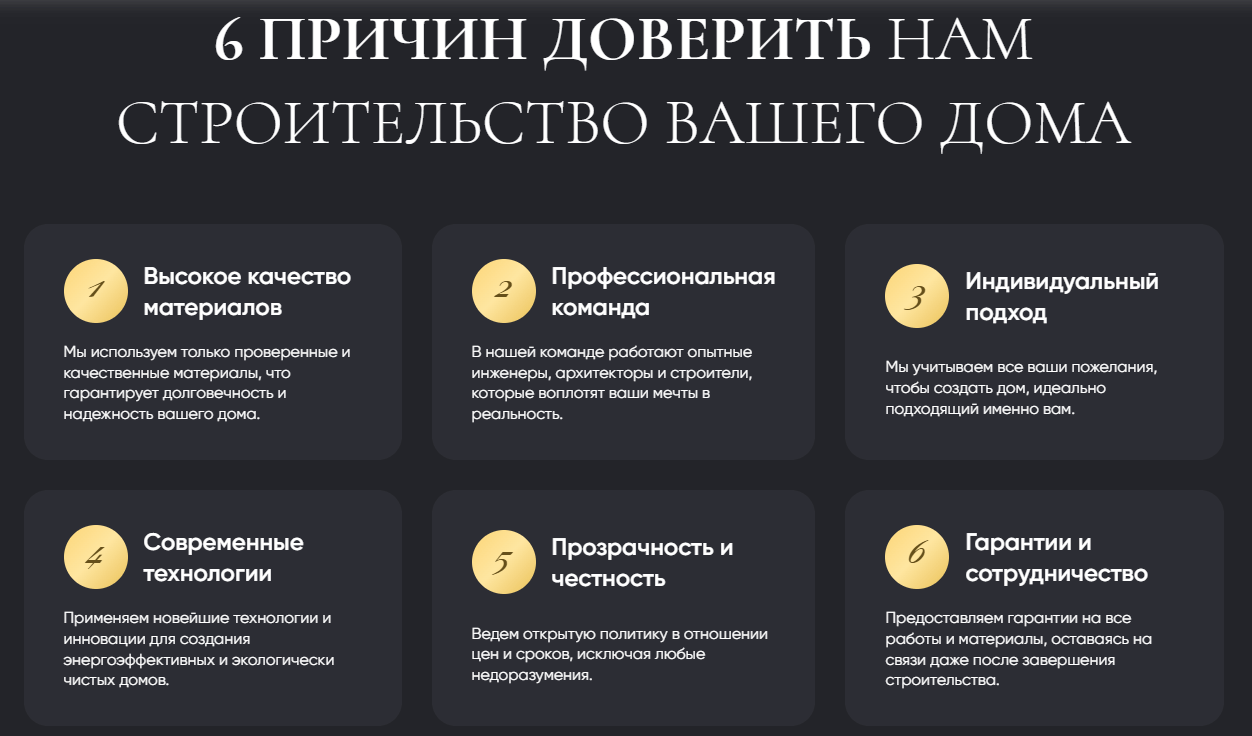 6 ПРИЧИН ДОВЕРИТЬ НАМ
СТРОИТЕЛЬСТВО ВАШЕГО ДОМА
1
Высокое качество
материалов
Мы используем только проверенные и
качественные материалы, что
гарантирует долговечность и
надежность вашего дома.
2
Профессиональная
команда
В нашей команде работают опытные
инженеры, архитекторы и строители,
которые воплотят ваши мечты в
реальность.
3
Индивидуальный
подход
Мы учитываем все ваши пожелания,
чтобы создать дом, идеально
подходящий именно вам.
4
Современные
технологии
Применяем новейшие технологии и
инновации для создания
энергоэффективных и экологически
чистых домов.
5
Прозрачность и
честность
Ведем открытую политику в отношении
цен и сроков, исключая любые
недоразумения.
6
Гарантии и
сотрудничество
Предоставляем гарантии на все
работы и материалы, оставаясь на
связи даже после завершения
строительства.